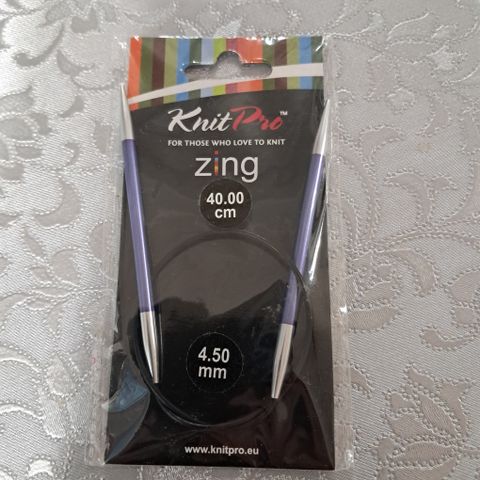 KnitPro™
FOR THOSE WHO LOVE TO KNIT
zing
40.00
cm
4.50
mm
www.knitpro.eu